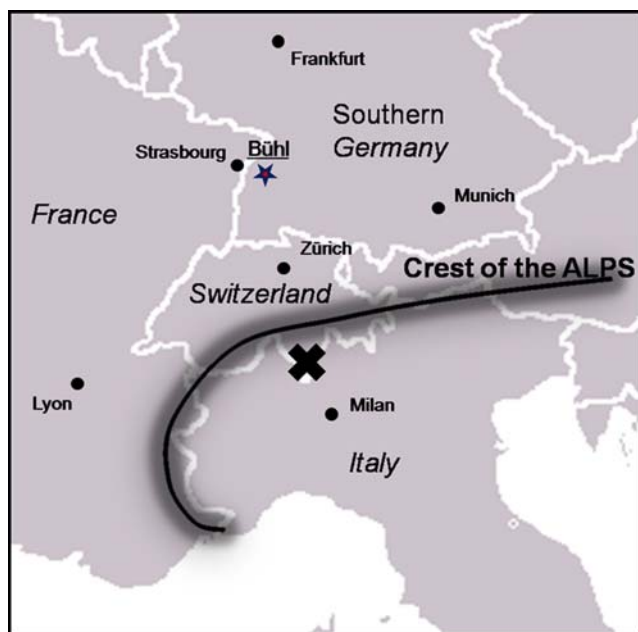 Frankfurt
Southern
Germany
Bühl
Strasbourg
Munich
France
Zürich
Crest of the ALPS
Switzerland
Lyon
Milan
Italy